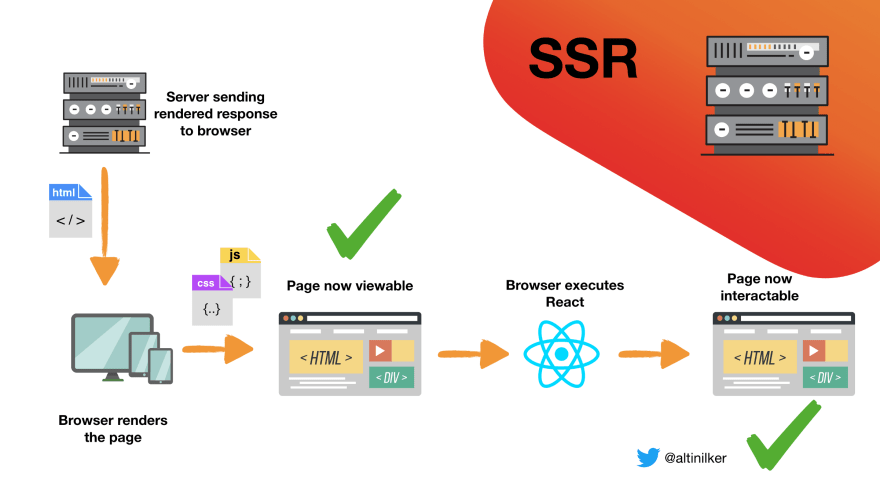 SSR
Server sending
rendered response
to browser
html
</>
js
{ ; }
css
{..}
Page now viewable
< HTML >
< DIV >
Browser executes
React
Page now
interactable
< HTML >
< DIV >
Browser renders
the page
@altinilker